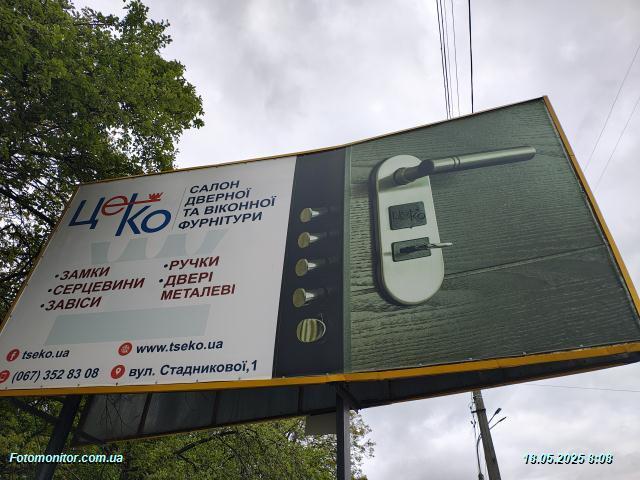 цеко
САЛОН
ДВЕРНОЇ
ТА ВІКОННОЇ
ФУРНІТУРИ
•ЗАМКИ
•СЕРЦЕВИНИ
•ЗАВІСИ
•РУЧКИ
•ДВЕРІ
МЕТАЛЕВІ
tseko.ua
www.tseko.ua
(067) 352 83 08
вул. Стадникової,1
цеко
Fotomonitor.com.ua
18.05.2025 8:08